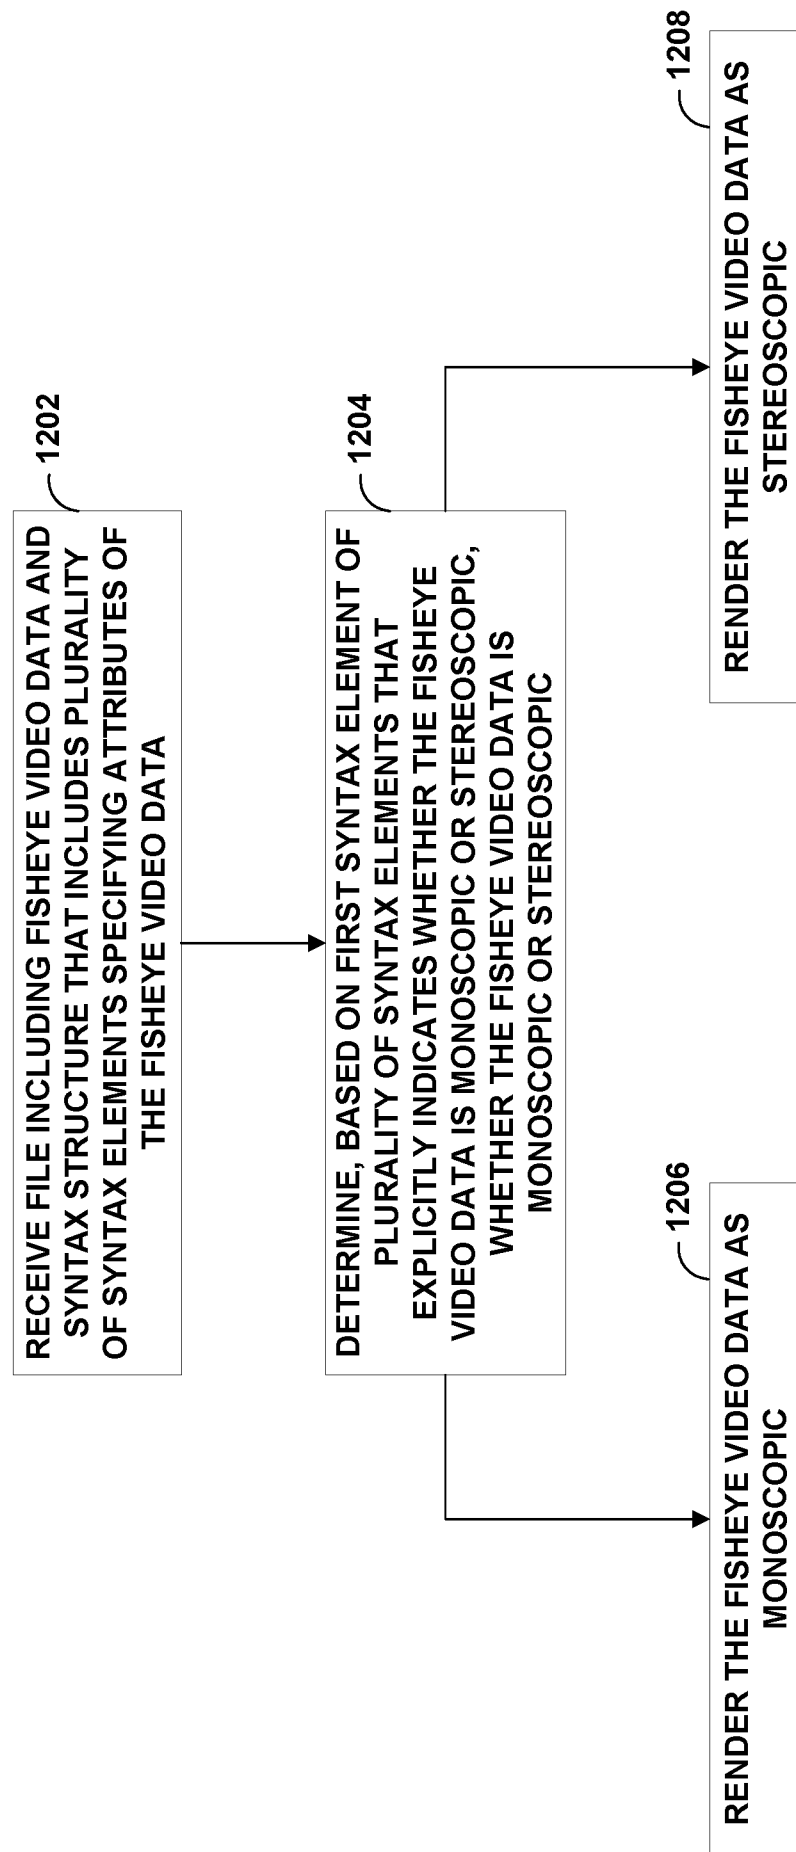 RECEIVE FILE INCLUDING FISHEYE VIDEO DATA AND
SYNTAX STRUCTURE THAT INCLUDES PLURALITY
OF SYNTAX ELEMENTS SPECIFYING ATTRIBUTES OF
THE FISHEYE VIDEO DATA
1202
DETERMINE, BASED ON FIRST SYNTAX ELEMENT OF
PLURALITY OF SYNTAX ELEMENTS THAT
EXPLICITLY INDICATES WHETHER THE FISHEYE
VIDEO DATA IS MONOSCOPIC OR STEREOSCOPIC,
WHETHER THE FISHEYE VIDEO DATA IS
MONOSCOPIC OR STEREOSCOPIC
1204
RENDER THE FISHEYE VIDEO DATA AS
MONOSCOPIC
1206
RENDER THE FISHEYE VIDEO DATA AS
STEREOSCOPIC
1208